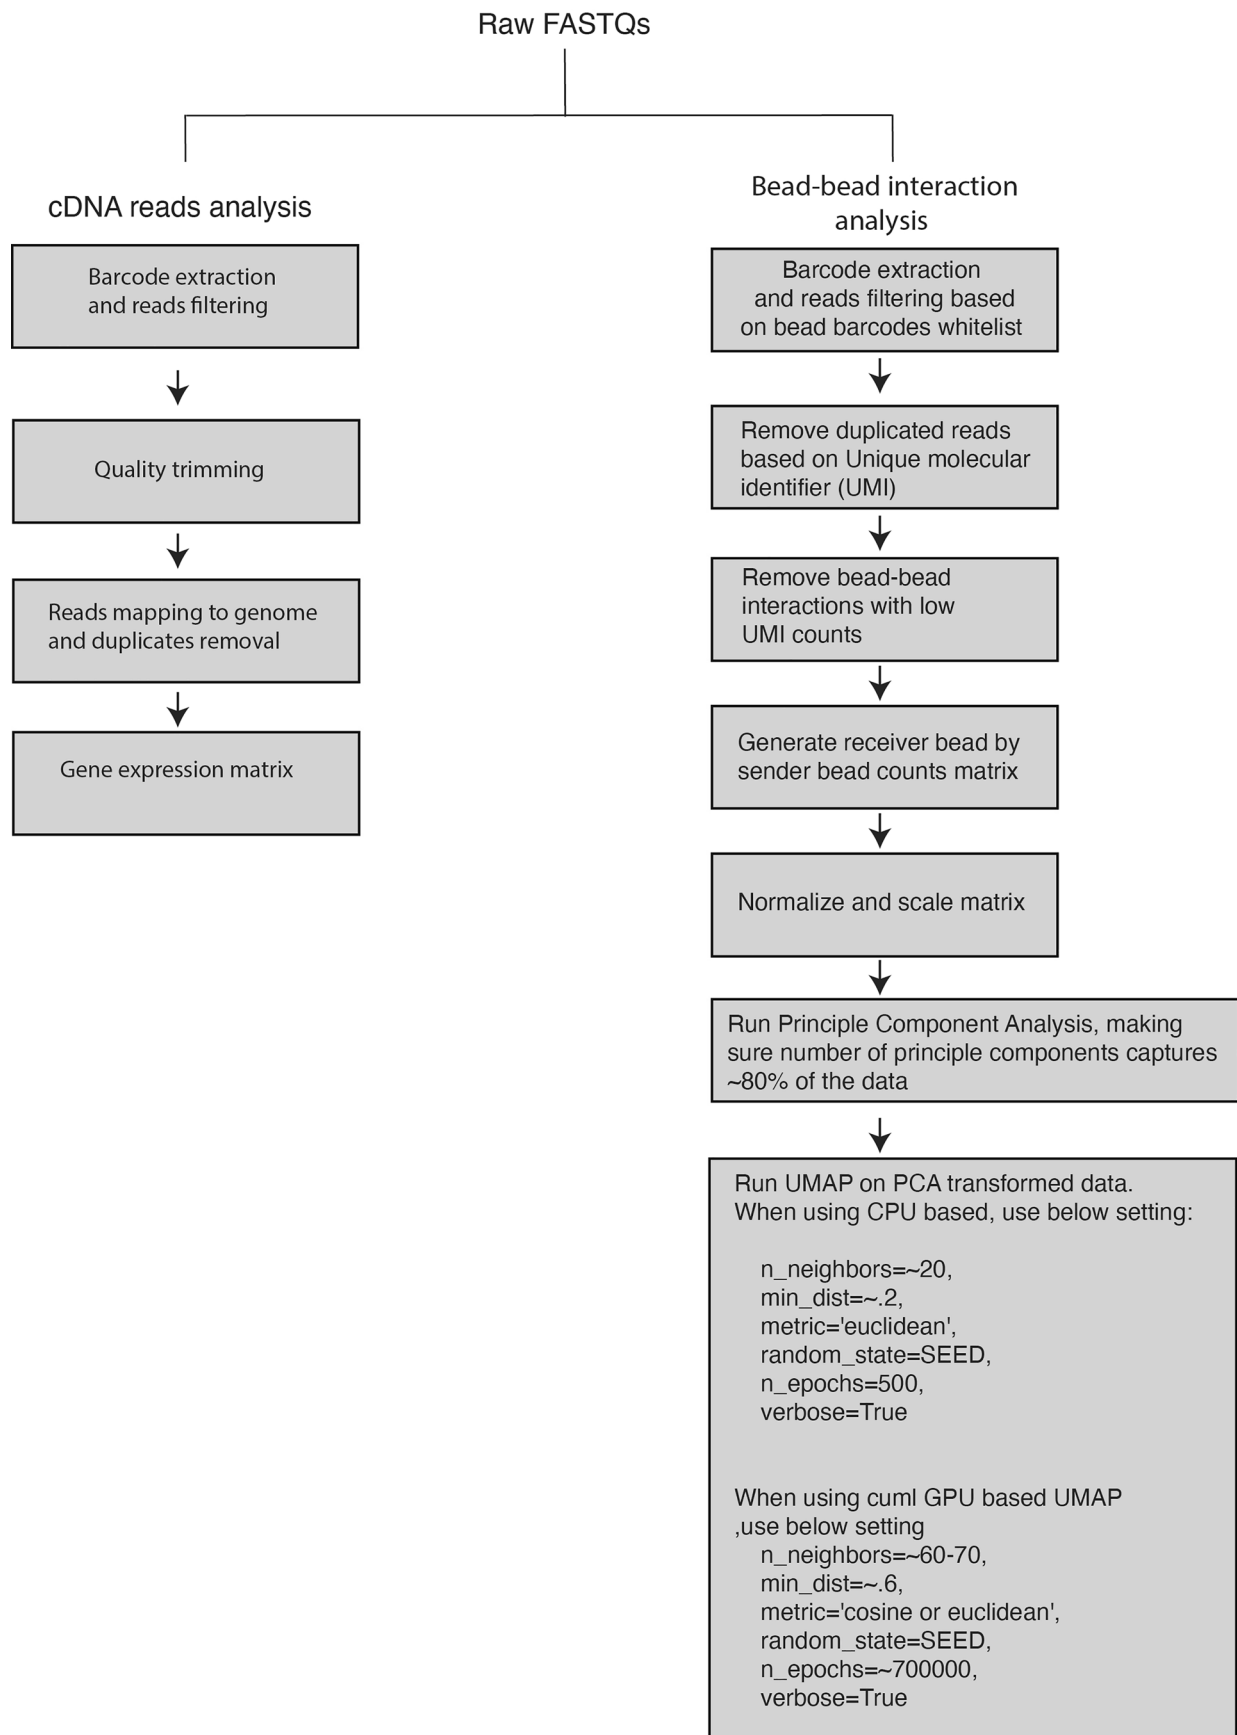 Raw FASTQs
cDNA reads analysis
Barcode extraction
and reads filtering
Quality trimming
Reads mapping to genome
and duplicates removal
Gene expression matrix
Bead-bead interaction
analysis
Barcode extraction
and reads filtering based
on bead barcodes whitelist
Remove duplicated reads
based on Unique molecular
identifier (UMI)
Remove bead-bead
interactions with low
UMI counts
Generate receiver bead by
sender bead counts matrix
Normalize and scale matrix
Run Principle Component Analysis, making
sure number of principle components captures
~80% of the data
Run UMAP on PCA transformed data.
When using CPU based, use below setting:
n_neighbors=~20,
min_dist=~.2,
metric='euclidean',
random_state=SEED,
n_epochs=500,
verbose=True
When using cuml GPU based UMAP
,use below setting
n_neighbors=~60-70,
min_dist=~.6,
metric='cosine or euclidean',
random_state=SEED,
n_epochs=~700000,
verbose=True